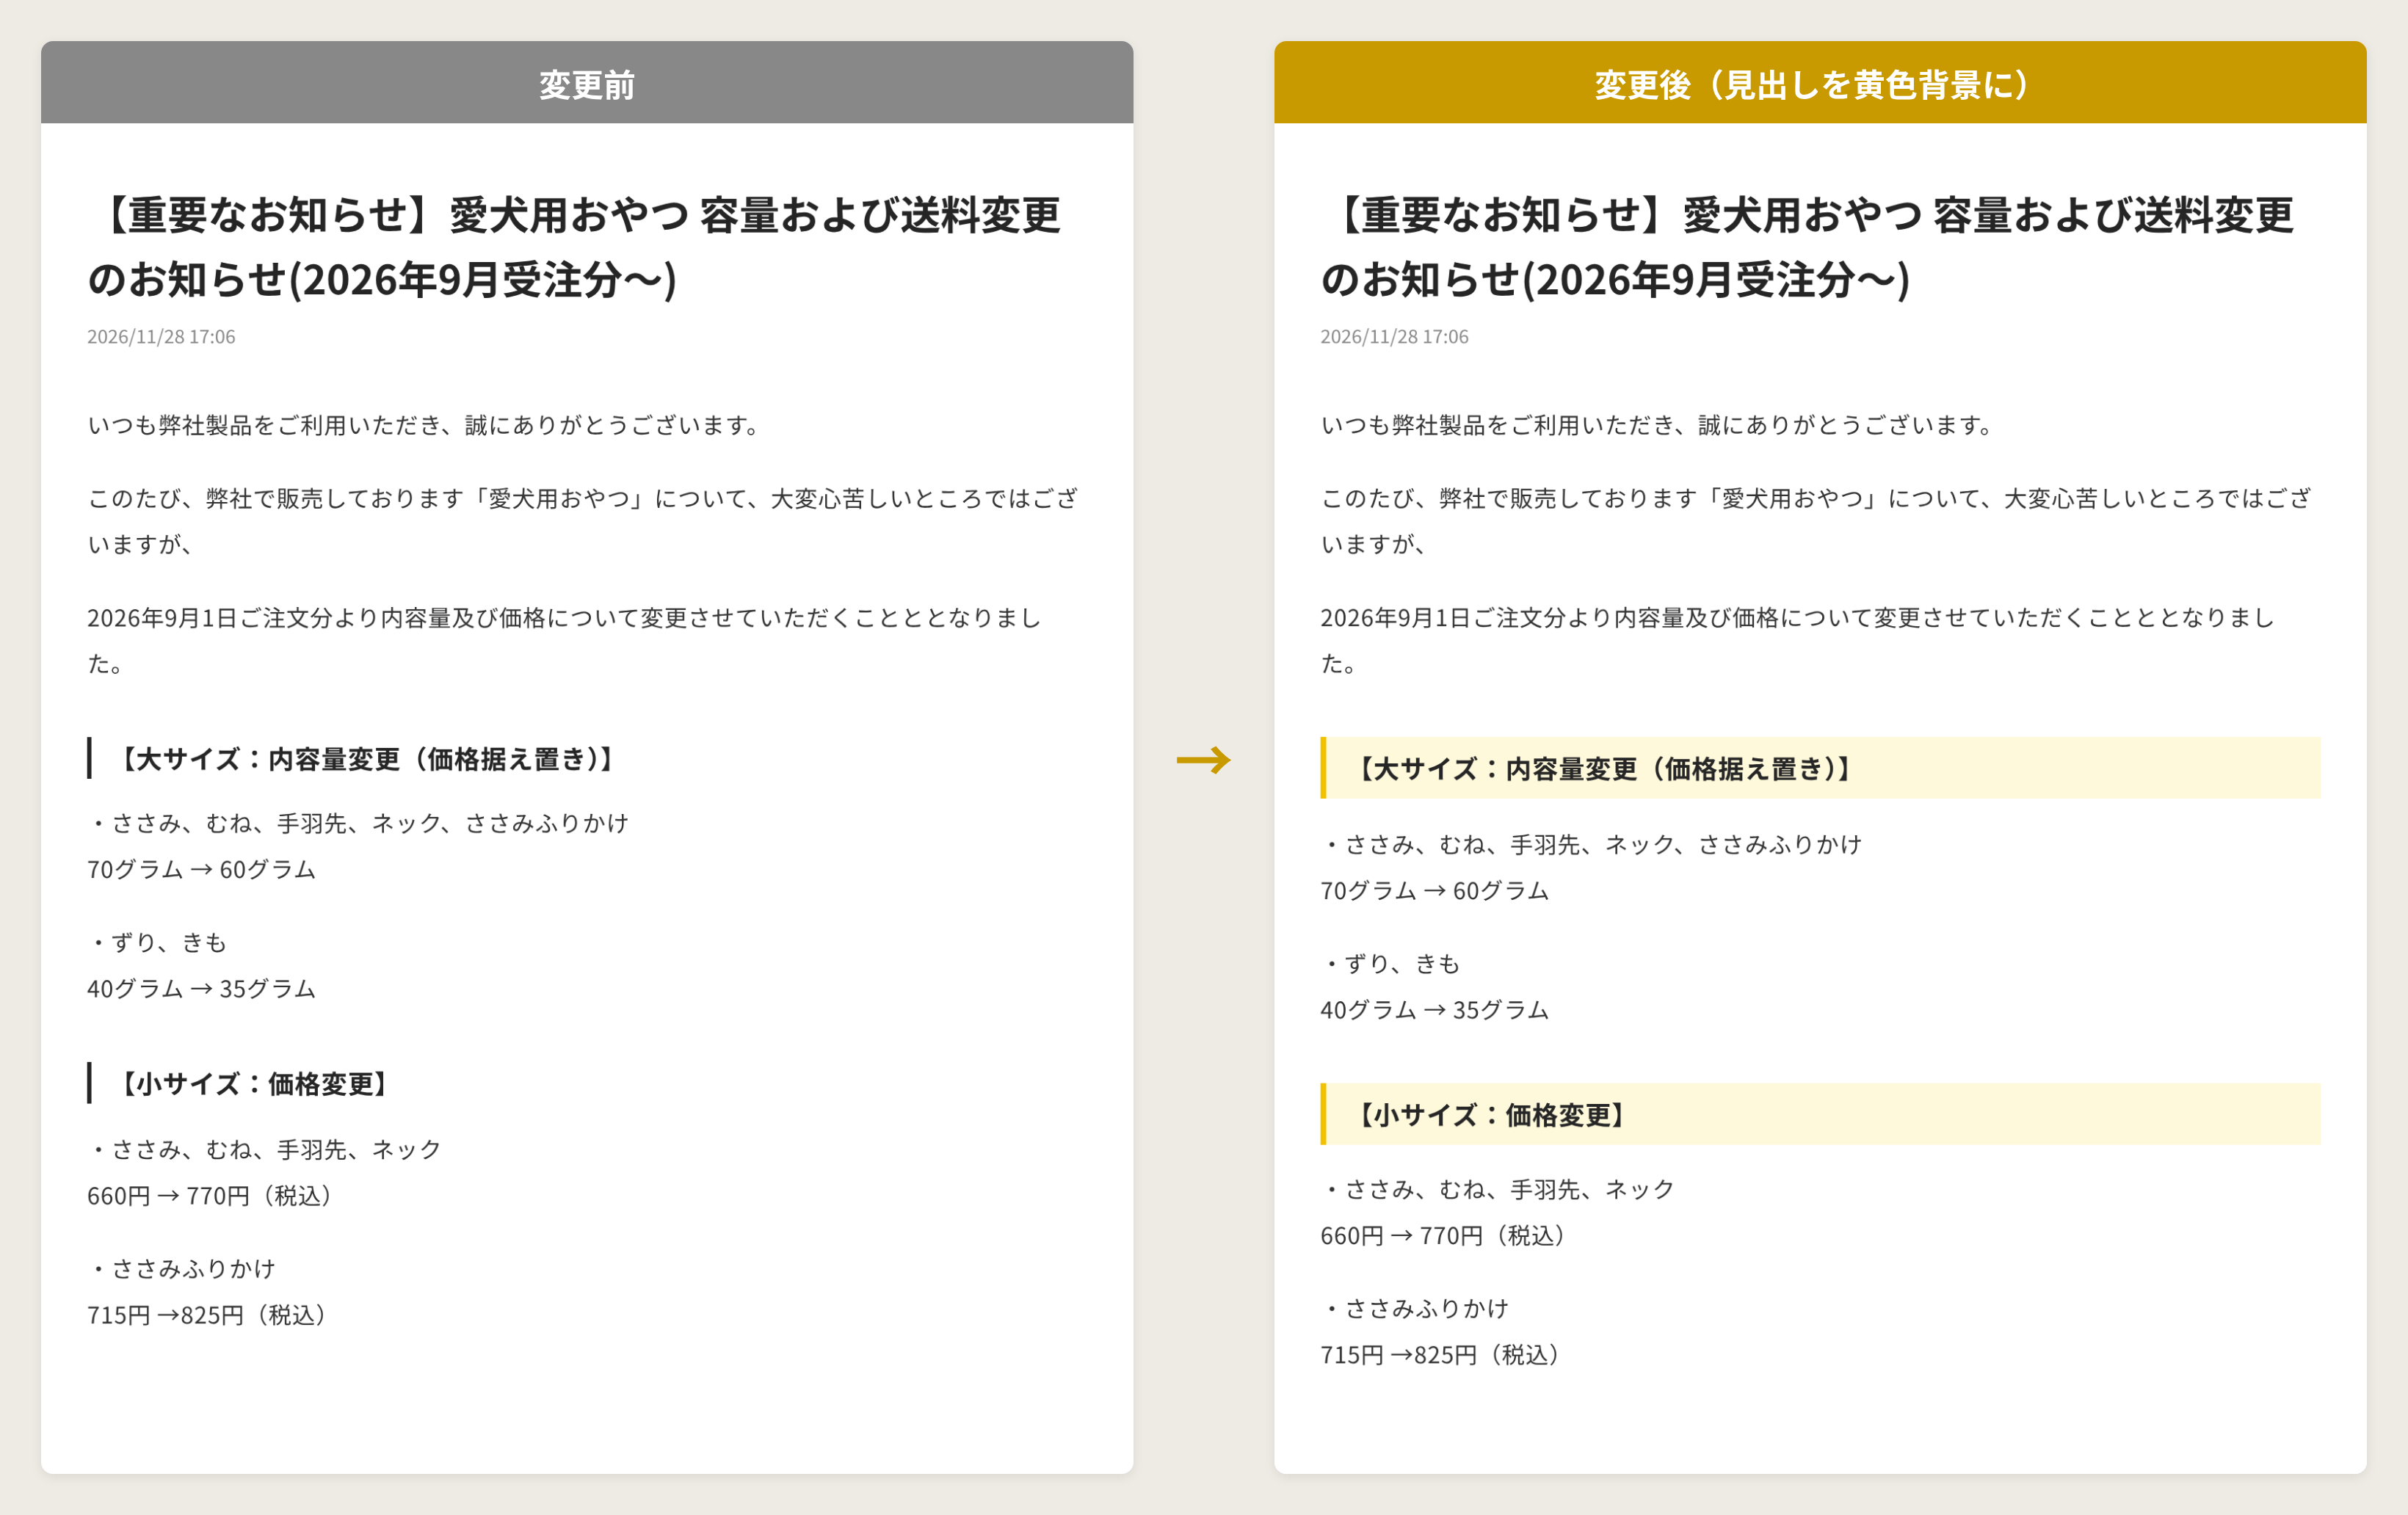 変更前
【重要なお知らせ】愛犬用おやつ 容量および送料変更
のお知らせ(2026年9月受注分～)
2026/11/28 17:06
いつも弊社製品をご利用いただき、誠にありがとうございます。
このたび、弊社で販売しております「愛犬用おやつ」について、大変心苦しいところではござ
いますが、
2026年9月1日ご注文分より内容量及び価格について変更させていただくことととなりまし
た。
【大サイズ：内容量変更（価格据え置き）】
・ささみ、むね、手羽先、ネック、ささみふりかけ
70グラム → 60グラム
・ずり、きも
40グラム → 35グラム
【小サイズ：価格変更】
・ささみ、むね、手羽先、ネック
660円 → 770円（税込）
・ささみふりかけ
715円 →825円（税込）
→
変更後（見出しを黄色背景に）
【重要なお知らせ】愛犬用おやつ 容量および送料変更
のお知らせ(2026年9月受注分～)
2026/11/28 17:06
いつも弊社製品をご利用いただき、誠にありがとうございます。
このたび、弊社で販売しております「愛犬用おやつ」について、大変心苦しいところではござ
いますが、
2026年9月1日ご注文分より内容量及び価格について変更させていただくことととなりまし
た。
【大サイズ：内容量変更（価格据え置き）】
・ささみ、むね、手羽先、ネック、ささみふりかけ
70グラム → 60グラム
・ずり、きも
40グラム → 35グラム
【小サイズ：価格変更】
・ささみ、むね、手羽先、ネック
660円 → 770円（税込）
・ささみふりかけ
715円 →825円（税込）